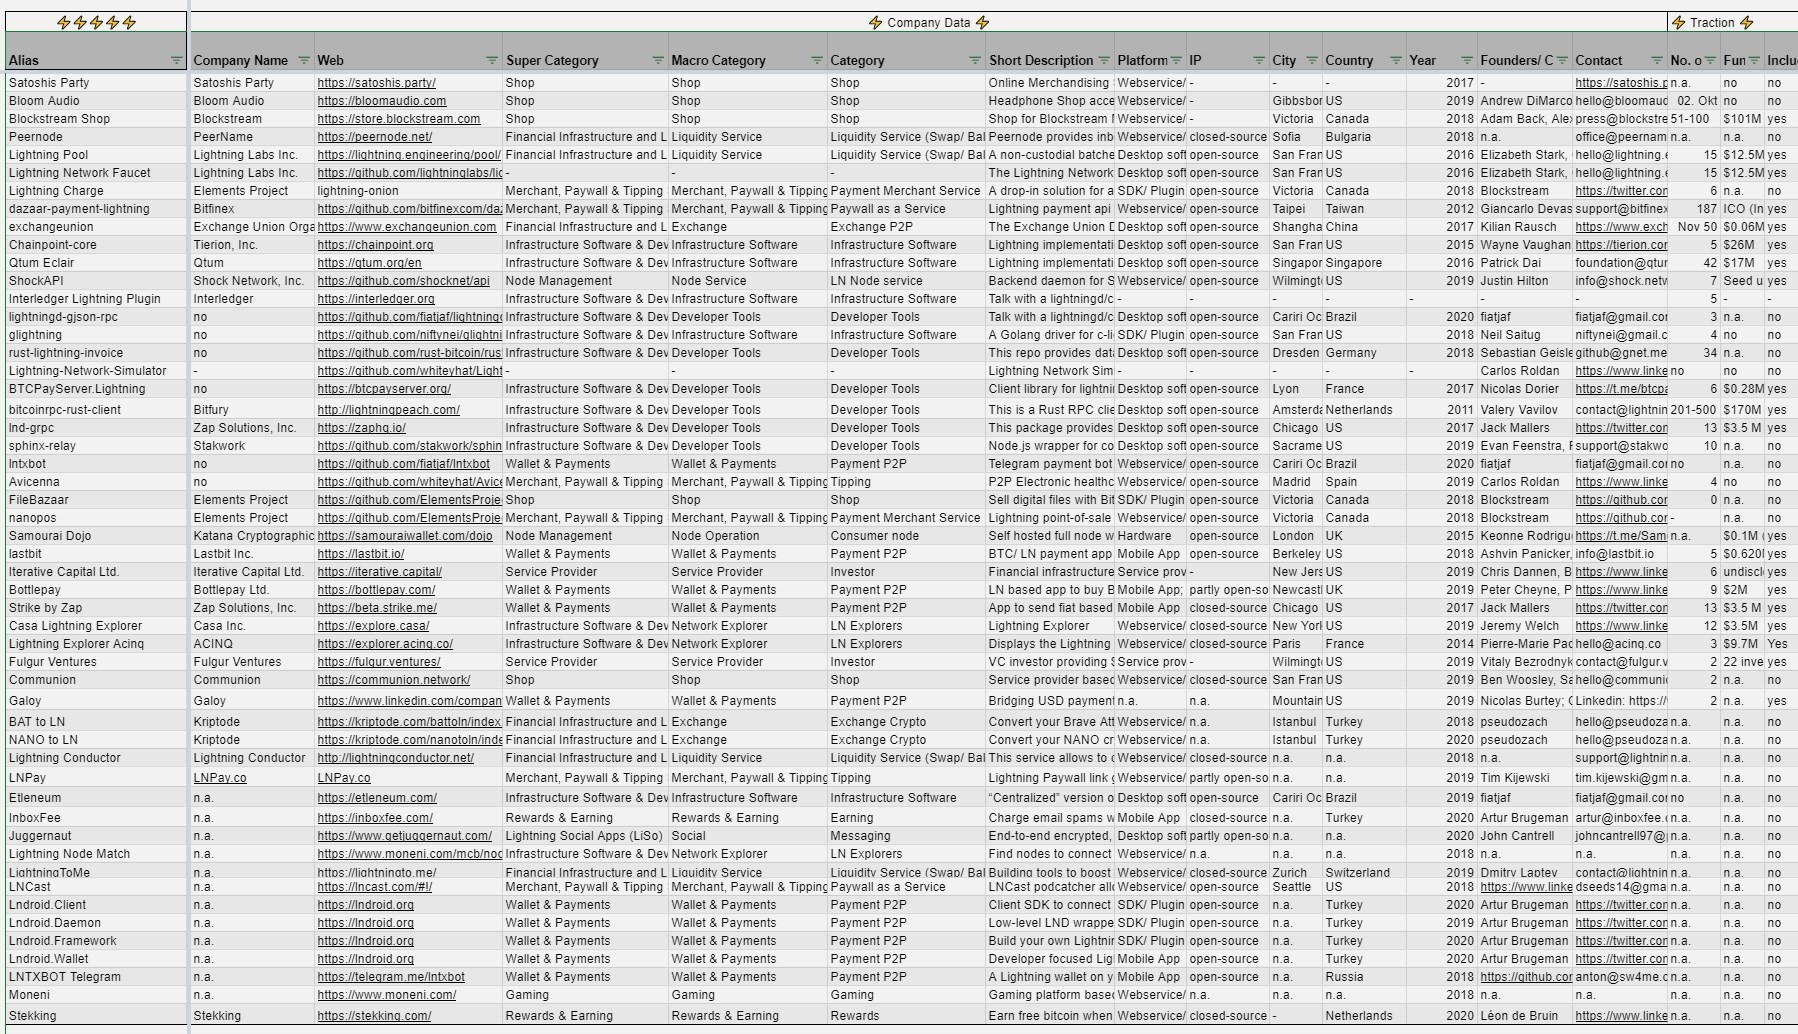 ⚡⚡⚡⚡⚡ ⚡ Company Data ⚡ ⚡ Traction ⚡
Alias Company Name Web Super Category Macro Category Category Short Description Platform IP City Country Year Founders/ C Contact No. o Fun Inclu
Satoshis Party Satoshis Party https://satoshis.party/ Shop Shop Shop Online Merchandising Webservice/ - 2017 - https://satoshis.p n.a. no no
Bloom Audio Bloom Audio https://bloomaudio.com Shop Shop Shop Headphone Shop acce Webservice/ - Gibbsbor US 2019 Andrew DiMarco hello@bloomaud 02. Okt no no
Blockstream Shop Blockstream https://store.blockstream.com Shop Shop Shop Shop for Blockstream Webservice/ - Victoria Canada 2018 Adam Back, Alex press@blockstre 51-100 $101M yes
Peernode PeerName https://peernode.net/ Financial Infrastructure and L Liquidity Service Liquidity Service (Swap/ Bal Peernode provides inb Webservice/ closed-source Sofia Bulgaria 2018 n.a. office@peernam n.a. n.a. no
Lightning Pool Lightning Labs Inc. https://lightning.engineering/pool/ Financial Infrastructure and L Liquidity Service Liquidity Service (Swap/ Bal A non-custodial batche Desktop soft open-source San Fran US 2016 Elizabeth Stark, hello@lightning.e 15 $12.5M yes
Lightning Network Faucet Lightning Labs Inc. https://github.com/lightninglabs/lic - - - The Lightning Network Desktop soft open-source San Fran US 2016 Elizabeth Stark, hello@lightning.e 15 $12.5M yes
Lightning Charge Elements Project lightning-onion Merchant, Paywall & Tipping Merchant, Paywall & Tipping Payment Merchant Service A drop-in solution for a SDK/ Plugin open-source Victoria Canada 2018 Blockstream https://twitter.con 6 n.a. no
dazaar-payment-lightning Bitfinex https://github.com/bitfinexcom/daz Merchant, Paywall & Tipping Merchant, Paywall & Tipping Paywall as a Service Lightning payment api Webservice/ open-source Taipei Taiwan 2012 Giancarlo Devas support@bitfinex 187 ICO (In yes
exchangeunion Exchange Union Orga https://www.exchangeunion.com Financial Infrastructure and L Exchange Exchange P2P The Exchange Union D Webservice/ open-source Shangha China 2017 Kilian Rausch https://www.exch Nov 50 $0.06M yes
Chainpoint-core Tierion, Inc. https://chainpoint.org Infrastructure Software & Dev Infrastructure Software Infrastructure Software Lightning implementati Desktop soft open-source San Fran US 2015 Wayne Vaughan https://tierion.cor 5 $26M yes
Qtum Eclair Qtum https://qtum.org/en Infrastructure Software & Dev Infrastructure Software Infrastructure Software Lightning implementati Desktop soft open-source Singapor Singapore 2016 Patrick Dai foundation@qtur 42 $17M yes
ShockAPI Shock Network, Inc. https://github.com/shocknet/api Node Management Node Service LN Node service Backend daemon for S Webservice/ open-source Wilmingt US 2019 Justin Hilton info@shock.netw 7 Seed u yes
Interledger Lightning Plugin Interledger https://interledger.org Infrastructure Software & Dev Infrastructure Software Infrastructure Software Talk with a lightningd/c - - - - - - - 5 - -
lightningd-gjson-rpc no https://github.com/fiatjaf/lightningd Infrastructure Software & Dev Developer Tools Developer Tools Talk with a lightningd/c Desktop soft open-source Cariri Oc Brazil 2020 fiatjaf fiatjaf@gmail.cor 3 n.a. no
glightning no https://github.com/niftynei/glightni Infrastructure Software & Dev Infrastructure Software Infrastructure Software A Golang driver for c-li SDK/ Plugin open-source San Fran US 2018 Neil Saitug niftynei@gmail.c 4 no no
rust-lightning-invoice no https://github.com/rust-bitcoin/rus Infrastructure Software & Dev Developer Tools Developer Tools This repo provides dat Desktop soft open-source Dresden Germany 2018 Sebastian Geisle github@gnet.me 34 n.a. no
Lightning-Network-Simulator - https://github.com/whiteyhat/Light - - - Lightning Network Sim - - - - - Carlos Roldan https://www.linke no no no
BTCPayServer.Lightning no https://btcpayserver.org/ Infrastructure Software & Dev Developer Tools Developer Tools Client library for lightnin Desktop soft open-source Lyon France 2017 Nicolas Dorier https://t.me/btcpa 6 $0.28M yes
bitcoinrpc-rust-client Bitfury http://lightningpeach.com/ Infrastructure Software & Dev Developer Tools Developer Tools This is a Rust RPC clie Desktop soft open-source Amsterda Netherlands 2011 Valery Vavilov contact@lightnin 201-500 $170M yes
lnd-grpc Zap Solutions, Inc. https://zaphq.io/ Infrastructure Software & Dev Developer Tools Developer Tools This package provides Desktop soft open-source Chicago US 2017 Jack Mallers https://twitter.con 13 $3.5 M yes
sphinx-relay Stakwork https://github.com/stakwork/sphin Infrastructure Software & Dev Developer Tools Developer Tools Node.js wrapper for co Desktop soft open-source Sacrame US 2019 Evan Feenstra, F support@stakwo 10 n.a. no
lntxbot no https://github.com/fiatjaf/lntxbot Wallet & Payments Wallet & Payments Payment P2P Telegram payment bot Webservice/ open-source Cariri Oc Brazil 2020 fiatjaf fiatjaf@gmail.cor no n.a. no
Avicenna no https://github.com/whiteyhat/Avice Merchant, Paywall & Tipping Merchant, Paywall & Tipping Tipping P2P Electronic healthc Webservice/ open-source Madrid Spain 2019 Carlos Roldan https://www.linke 4 no no
FileBazaar Elements Project https://github.com/ElementsProje Shop Shop Shop Sell digital files with Bit SDK/ Plugin open-source Victoria Canada 2018 Blockstream https://github.cor 0 n.a. no
nanopos Elements Project https://github.com/ElementsProje Merchant, Paywall & Tipping Merchant, Paywall & Tipping Payment Merchant Service Lightning point-of-sale Webservice/ open-source Victoria Canada 2018 Blockstream https://github.cor - n.a. no
Samourai Dojo Katana Cryptographic https://samouraiwallet.com/dojo Node Management Node Operation Consumer node Self hosted full node w Hardware open-source London UK 2015 Keonne Rodrigu https://t.me/Sam n.a. $0.1M ( yes
lastbit Lastbit Inc. https://lastbit.io/ Wallet & Payments Wallet & Payments Payment P2P BTC/ LN payment app Mobile App open-source Berkeley US 2018 Ashvin Panicker, info@lastbit.io 5 $0.620 yes
Iterative Capital Ltd. Iterative Capital Ltd. https://iterative.capital/ Service Provider Service Provider Investor Financial infrastructure Service prov - New Jers US 2019 Chris Dannen, B https://www.linke 6 undiscl yes
Bottlepay Bottlepay Ltd. https://bottlepay.com/ Wallet & Payments Wallet & Payments Payment P2P LN based app to buy B Mobile App; partly open-so Newcastl UK 2019 Peter Cheyne, P https://www.linke 9 $2M yes
Strike by Zap Zap Solutions, Inc. https://beta.strike.me/ Wallet & Payments Wallet & Payments Payment P2P App to send fiat based Mobile App closed-source Chicago US 2017 Jack Mallers https://twitter.con 13 $3.5 M yes
Casa Lightning Explorer Casa Inc. https://explore.casa/ Infrastructure Software & Dev Network Explorer LN Explorers Lightning Explorer Webservice/ closed-source New York US 2019 Jeremy Welch https://www.linke 12 $3.5M yes
Lightning Explorer Acinq ACINQ https://explorer.acinq.co/ Infrastructure Software & Dev Network Explorer LN Explorers Displays the Lightning Webservice/ closed-source Paris France 2014 Pierre-Marie Pac hello@acinq.co 3 $9.7M Yes
Fulgur Ventures Fulgur Ventures https://fulgur.ventures/ Service Provider Service Provider Investor VC investor providing S Service prov - Wilmingt US 2019 Vitaly Bezrodnyk contact@fulgur.v 2 22 inve yes
Communion Communion https://communion.network/ Shop Shop Shop Service provider based Webservice/ closed-source San Fran US 2019 Ben Woosley, Sa hello@communic 2 n.a. no
Galoy Galoy https://www.linkedin.com/compan Wallet & Payments Wallet & Payments Payment P2P Bridging USD payment n.a. n.a. Mountain US 2019 Nicolas Burtey; C Linkedin: https:// 2 n.a. yes
BAT to LN Kriptode https://kriptode.com/battoln/index Financial Infrastructure and L Exchange Exchange Crypto Convert your Brave Att Webservice/ n.a. Istanbul Turkey 2018 pseudozach hello@pseudoza n.a. n.a. no
NANO to LN Kriptode https://kriptode.com/nanotoln/inde Financial Infrastructure and L Exchange Exchange Crypto Convert your NANO cr Webservice/ n.a. Istanbul Turkey 2020 pseudozach hello@pseudoza n.a. n.a. no
Lightning Conductor Lightning Conductor http://lightningconductor.net/ Financial Infrastructure and L Liquidity Service Liquidity Service (Swap/ Bal This service allows to c Webservice/ closed-source n.a. n.a. 2018 n.a. support@lightnin n.a. n.a. no
LNPay LNPay.co LNPay.co Merchant, Paywall & Tipping Merchant, Paywall & Tipping Tipping Lightning Paywall link g Webservice/ partly open-so n.a. n.a. 2019 Tim Kijewski tim.kijewski@gm n.a. n.a. no
Etleneum n.a. https://etleneum.com/ Infrastructure Software & Dev Infrastructure Software Infrastructure Software “Centralized” version o Desktop soft open-source Cariri Oc Brazil 2019 fiatjaf fiatjaf@gmail.cor no n.a. no
InboxFee n.a. https://inboxfee.com/ Rewards & Earning Rewards & Earning Earning Charge email spams w Mobile App closed-source n.a. Turkey 2020 Artur Brugeman artur@inboxfee.c n.a. n.a. no
Juggernaut n.a. https://www.getjuggernaut.com/ Lightning Social Apps (LiSo) Social Messaging End-to-end encrypted, Desktop soft partly open-so n.a. n.a. 2020 John Cantrell johncantrell97@g n.a. n.a. no
Lightning Node Match n.a. https://www.moneni.com/mcb/nod Infrastructure Software & Dev Network Explorer LN Explorers Find nodes to connect Webservice/ n.a. n.a. n.a. 2018 n.a. n.a. n.a. n.a. no
LightningToMe n.a. https://lightningto.me/ Infrastructure Software & Dev Liquidity Service Liquidity Service (Swap/ Bal Building tools to boost Webservice/ closed-source Zurich Switzerland 2019 Dmitry Laptev contact@lightnin n.a. n.a. no
LNCast n.a. https://lncast.com/#!/ Merchant, Paywall & Tipping Merchant, Paywall & Tipping Paywall as a Service LNCast podcatcher allc Webservice/ open-source Seattle US 2018 https://www.linke dseeds14@gma n.a. n.a. no
Lndroid.Client n.a. https://lndroid.org Wallet & Payments Wallet & Payments Payment P2P Client SDK to connect SDK/ Plugin open-source n.a. Turkey 2020 Artur Brugeman https://twitter.con n.a. n.a. no
Lndroid.Daemon n.a. https://lndroid.org Wallet & Payments Wallet & Payments Payment P2P Low-level LND wrappe SDK/ Plugin open-source n.a. Turkey 2019 Artur Brugeman https://twitter.con n.a. n.a. no
Lndroid.Framework n.a. https://lndroid.org Wallet & Payments Wallet & Payments Payment P2P Build your own Lightnin SDK/ Plugin open-source n.a. Turkey 2020 Artur Brugeman https://twitter.con n.a. n.a. no
Lndroid.Wallet n.a. https://lndroid.org Wallet & Payments Wallet & Payments Payment P2P Developer focused Lig Mobile App open-source n.a. Turkey 2020 Artur Brugeman https://twitter.con n.a. n.a. no
LNTXBOT Telegram n.a. https://telegram.me/lntxbot Wallet & Payments Wallet & Payments Payment P2P A Lightning wallet on y Mobile App open-source n.a. Russia 2018 https://github.cor anton@sw4me.c n.a. n.a. no
Moneni n.a. https://www.moneni.com/ Gaming Gaming Gaming Gaming platform based Webservice/ n.a. n.a. n.a. 2018 n.a. n.a. n.a. n.a. no
Stekking Stekking https://stekking.com/ Rewards & Earning Rewards & Earning Rewards Earn free bitcoin when Webservice/ closed-source - Netherlands 2020 Léon de Bruin https://www.linke n.a. n.a. no